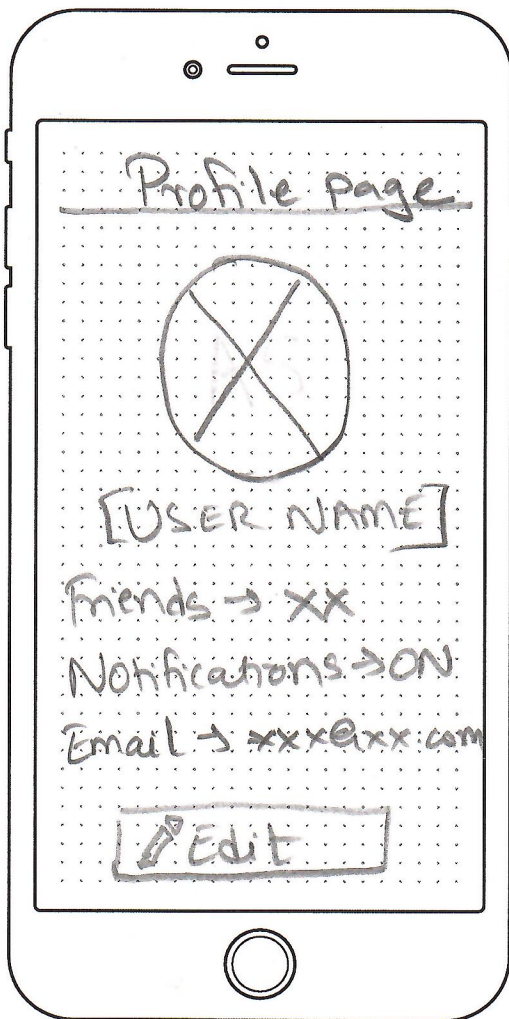 Profile page
[USER NAME]
Friends → XX
Notifications → ON
Email → xxx@xx.com
Edit